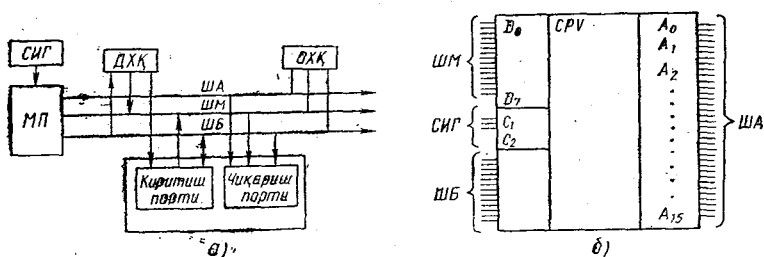 СИГ
МП
ДХҚ
ОХҚ
ША
ШМ
ШБ
Киритиш
порти
Чиқариш
порти
а)
ШМ
СИГ
ШБ
D₀
D₇
C₁
C₂
CPV
A₀
A₁
A₂
A₁₅
ША
б)